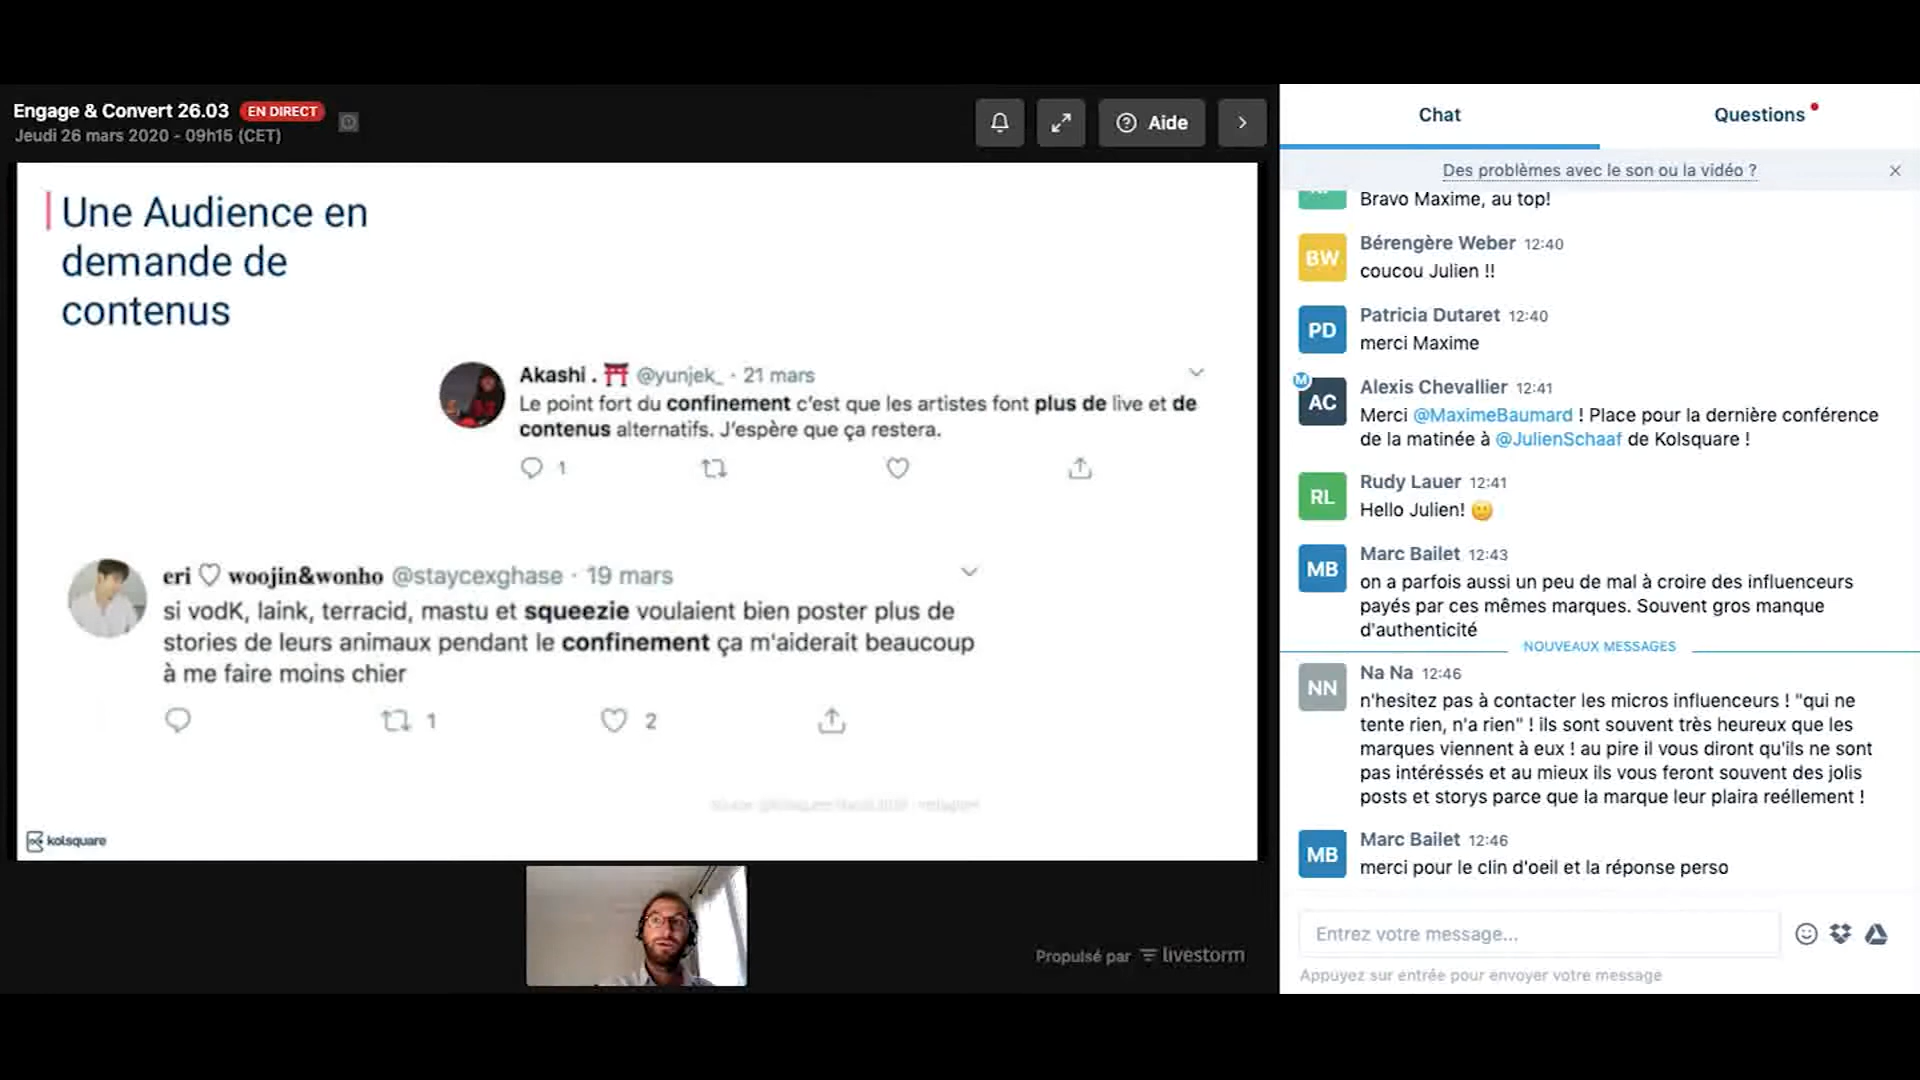 Engage & Convert 26.03 EN DIRECT
Jeudi 26 mars 2020 - 09h15 (CET)
Aide
Une Audience en
demande de
contenus
Akashi . ⛩ @yunjek_ · 21 mars
Le point fort du confinement c'est que les artistes font plus de live et de
contenus alternatifs. J'espère que ça restera.
1
eri ♡ woojin&wonho @staycexghase · 19 mars
si vodK, laink, terracid, mastu et squeezie voulaient bien poster plus de
stories de leurs animaux pendant le confinement ça m'aiderait beaucoup
à me faire moins chier
1 2
kolsquare
Propulsé par livestorm
Chat Questions
Des problèmes avec le son ou la vidéo ?
Bravo Maxime, au top!
BW
Bérengère Weber 12:40
coucou Julien !!
PD
Patricia Dutaret 12:40
merci Maxime
M
AC
Alexis Chevallier 12:41
Merci @MaximeBaumard ! Place pour la dernière conférence
de la matinée à @JulienSchaaf de Kolsquare !
RL
Rudy Lauer 12:41
Hello Julien! 🙂
MB
Marc Bailet 12:43
on a parfois aussi un peu de mal à croire des influenceurs
payés par ces mêmes marques. Souvent gros manque
d'authenticité
NOUVEAUX MESSAGES
NN
Na Na 12:46
n'hesitez pas à contacter les micros influenceurs ! "qui ne
tente rien, n'a rien" ! ils sont souvent très heureux que les
marques viennent à eux ! au pire il vous diront qu'ils ne sont
pas intéréssés et au mieux ils vous feront souvent des jolis
posts et storys parce que la marque leur plaira reéllement !
MB
Marc Bailet 12:46
merci pour le clin d'oeil et la réponse perso
Entrez votre message...
Appuyez sur entrée pour envoyer votre message